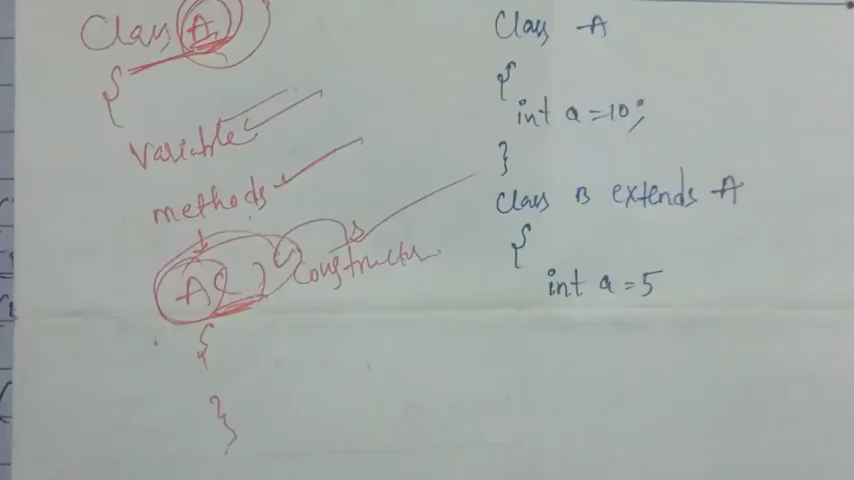 Class A
{
Variable
methods
A( ) Constructor
{
}
Class A
{
int a=10;
}
Class B extends A
{
int a=5